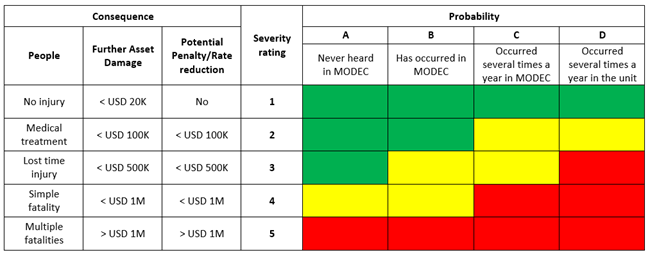 Consequence
Severity rating
Probability
People
Further Asset
Damage
Potential
Penalty/Rate
reduction
A
B
C
D
Never heard
in MODEC
Has occurred in
MODEC
Occurred
several times a
year in MODEC
Occurred
several times a
year in the unit
No injury
< USD 20K
No
1
Medical
treatment
< USD 100K
< USD 100K
2
Lost time
injury
< USD 500K
< USD 500K
3
Simple
fatality
< USD 1M
< USD 1M
4
Multiple
fatalities
> USD 1M
> USD 1M
5